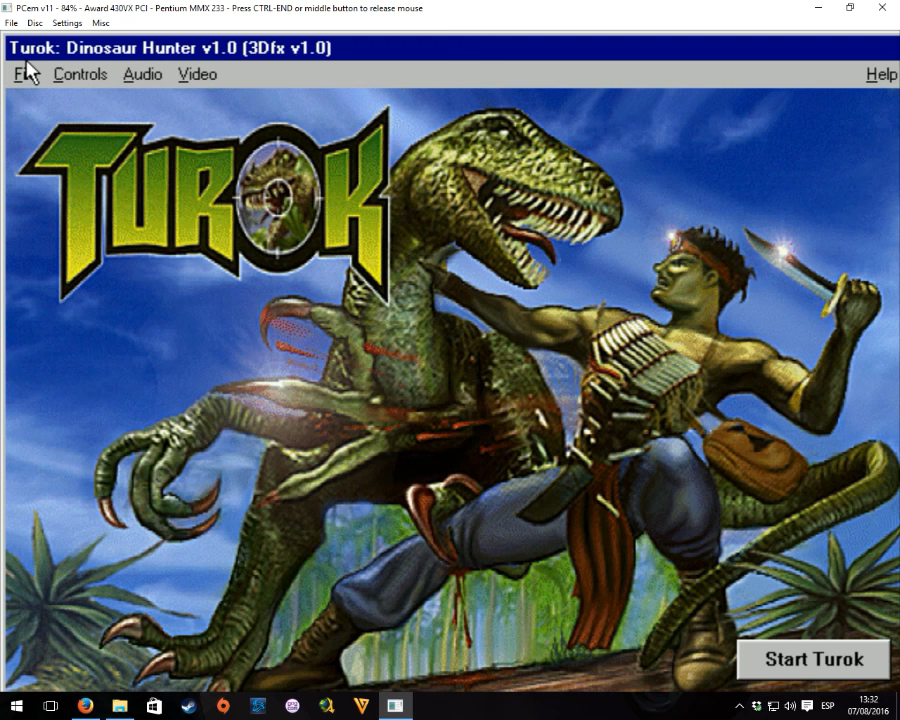 PCem v11 - 84% - Award 430VX PCI - Pentium MMX 233 - Press CTRL-END or middle button to release mouse
File Disc Settings Misc
Turok: Dinosaur Hunter v1.0 (3Dfx v1.0)
Controls Audio Video Help
TUROK
Start Turok
ESP
13:32
07/08/2016